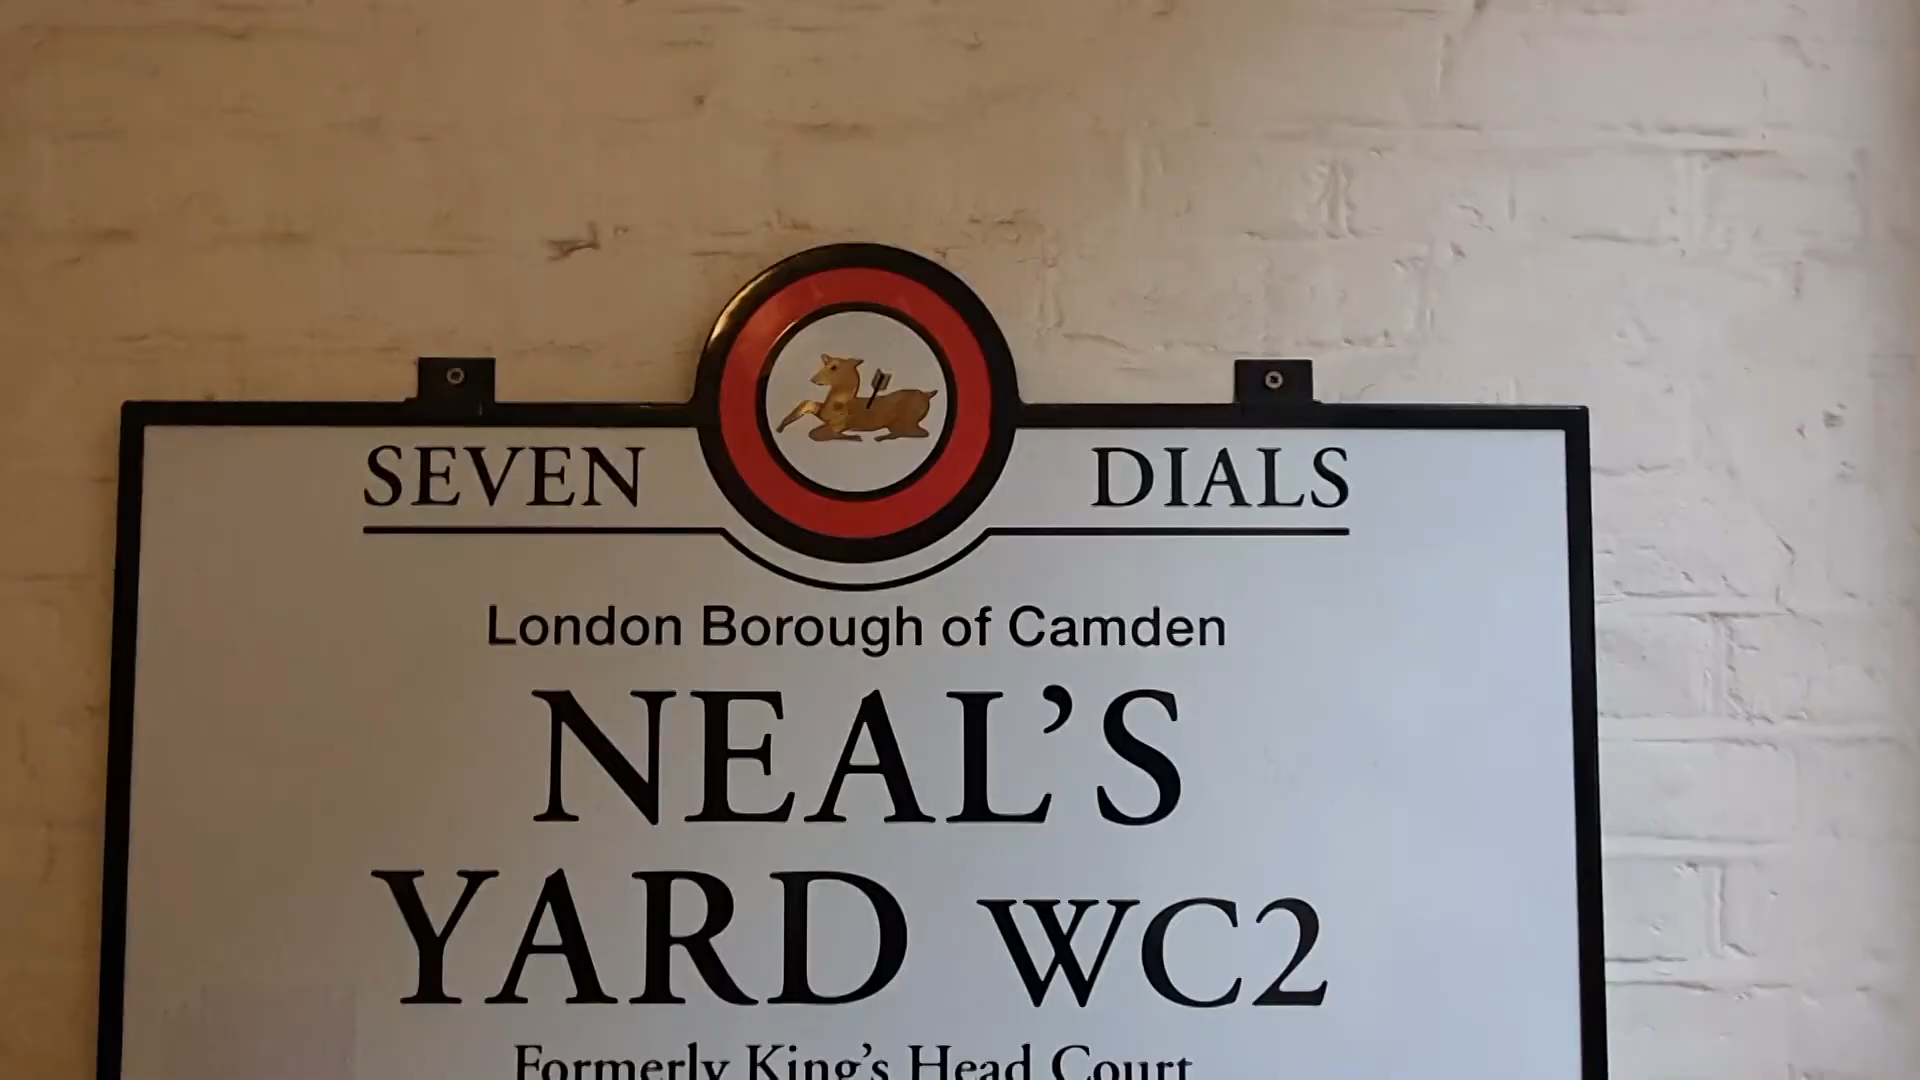 SEVEN DIALS
London Borough of Camden
NEAL’S
YARD WC2
Formerly King’s Head Court